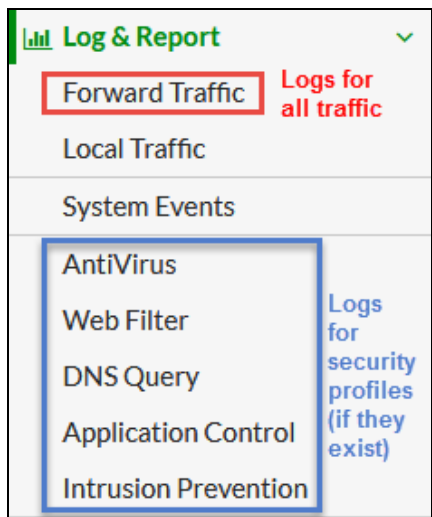 Log & Report
Forward Traffic
Logs for
all traffic
Local Traffic
System Events
AntiVirus
Web Filter
DNS Query
Application Control
Intrusion Prevention
Logs
for
security
profiles
(if they
exist)